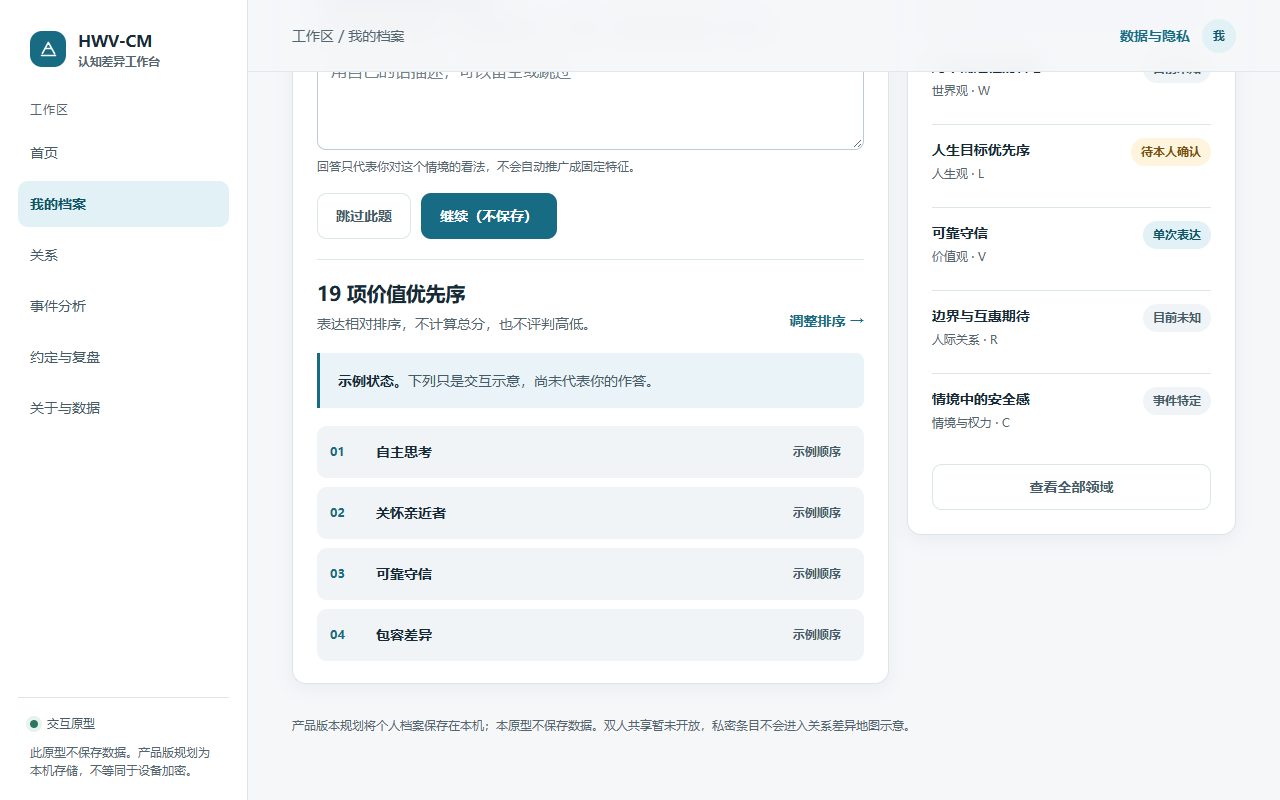 HWV-CM
认知差异工作台
工作区
首页
我的档案
关系
事件分析
约定与复盘
关于与数据
交互原型
此原型不保存数据。产品版规划为
本机存储，不等同于设备加密。
工作区 / 我的档案
数据与隐私
我
用自己的话描述，可以留空或跳过
回答只代表你对这个情境的看法，不会自动推广成固定特征。
跳过此题
继续（不保存）
19 项价值优先序
表达相对排序，不计算总分，也不评判高低。
调整排序 →
示例状态。下列只是交互示意，尚未代表你的作答。
01 自主思考 示例顺序
02 关怀亲近者 示例顺序
03 可靠守信 示例顺序
04 包容差异 示例顺序
世界观 · W
人生目标优先序
待本人确认
人生观 · L
可靠守信
单次表达
价值观 · V
边界与互惠期待
目前未知
人际关系 · R
情境中的安全感
事件特定
情境与权力 · C
查看全部领域
产品版本规划将个人档案保存在本机；本原型不保存数据。双人共享暂未开放，私密条目不会进入关系差异地图示意。